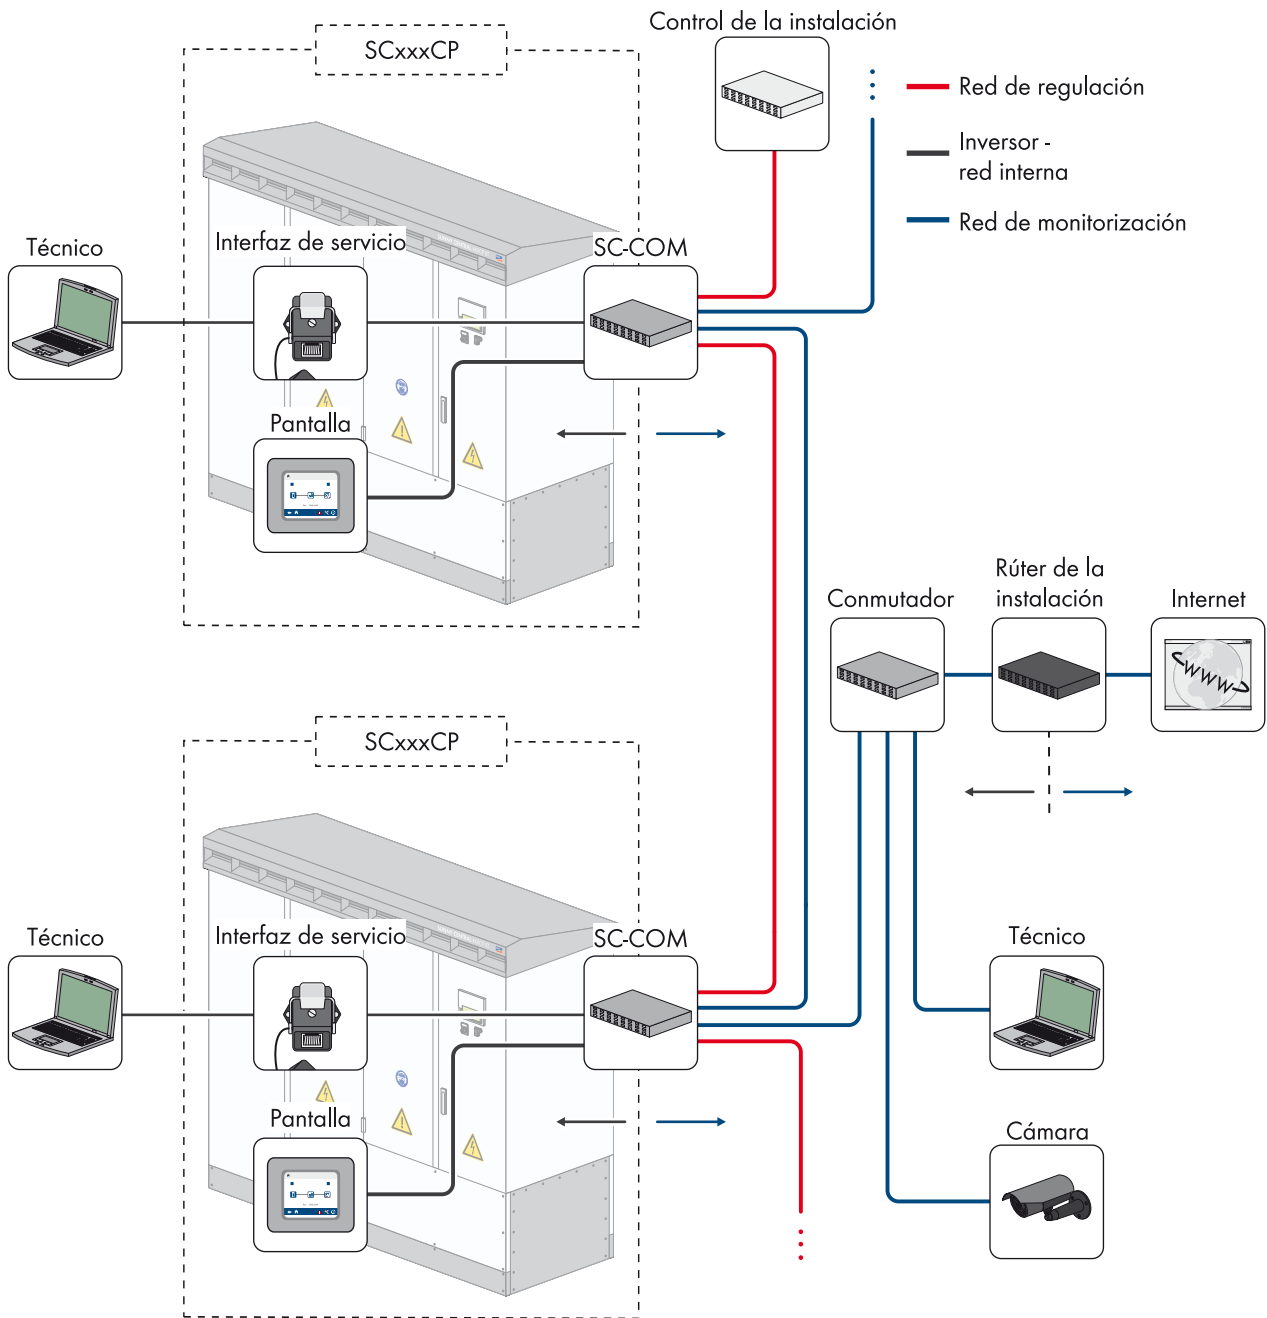 Control de la instalación
SCxxxCP
Red de regulación
Inversor -
red interna
Red de monitorización
Técnico
Interfaz de servicio
SC-COM
Pantalla
Conmutador
Rúter de la
instalación
Internet
WWW
SCxxxCP
Técnico
Interfaz de servicio
SC-COM
Técnico
Pantalla
Cámara